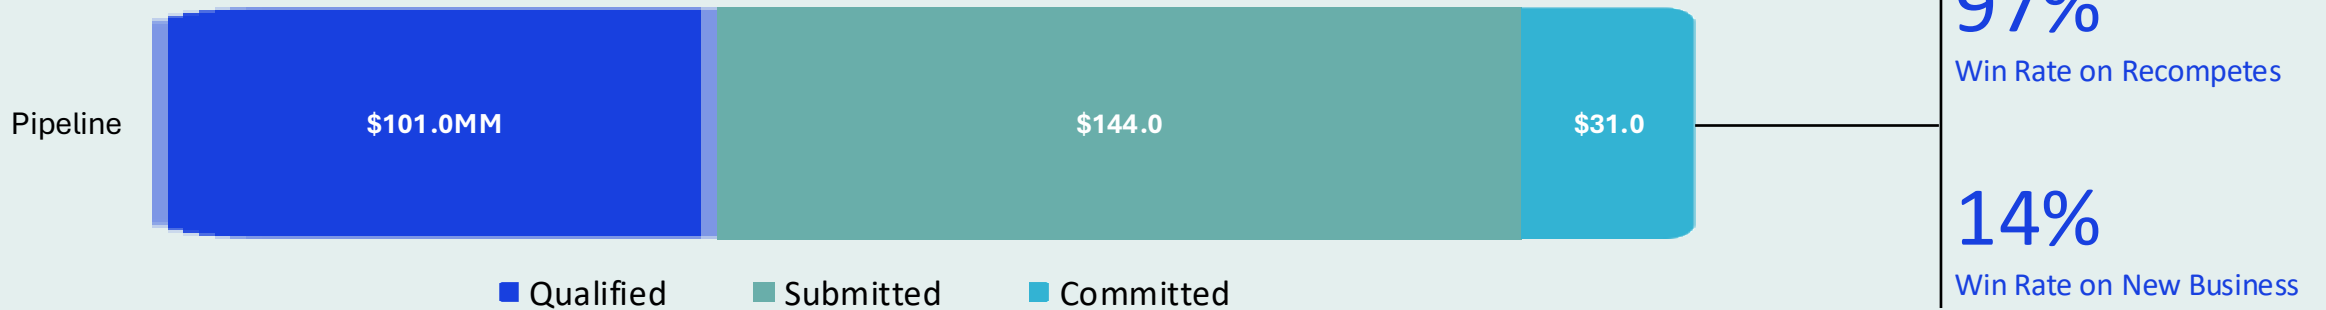 97%
Win Rate on Recompetes
Pipeline
$101.0MM
$144.0
$31.0
14%
Win Rate on New Business
Qualified
Submitted
Committed